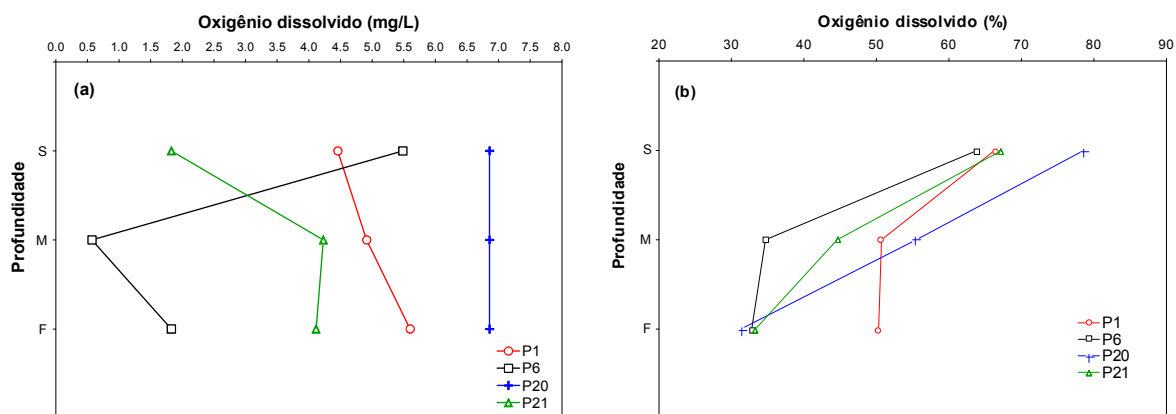 Oxigênio dissolvido (mg/L)
0.0 0.5 1.0 1.5 2.0 2.5 3.0 3.5 4.0 4.5 5.0 5.5 6.0 6.5 7.0 7.5 8.0
(a)
Profundidade
S
M
F
P1
P6
P20
P21
Oxigênio dissolvido (%)
20 30 40 50 60 70 80 90
(b)
Profundidade
S
M
F
P1
P6
P20
P21